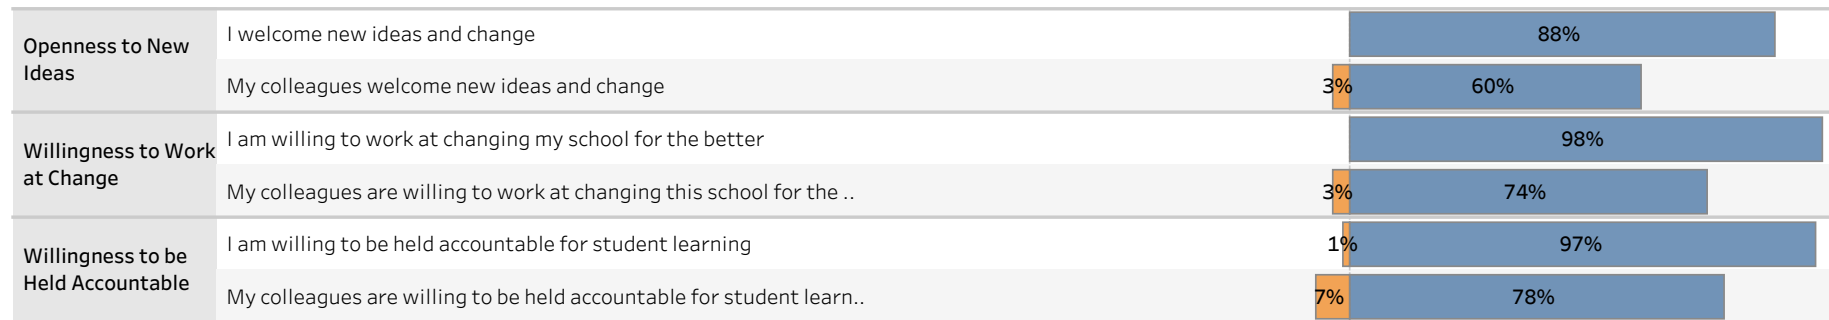 Openness to New
Ideas
I welcome new ideas and change
88%
My colleagues welcome new ideas and change
3%
60%
Willingness to Work
at Change
I am willing to work at changing my school for the better
98%
My colleagues are willing to work at changing this school for the ..
3%
74%
Willingness to be
Held Accountable
I am willing to be held accountable for student learning
1%
97%
My colleagues are willing to be held accountable for student learn..
7%
78%